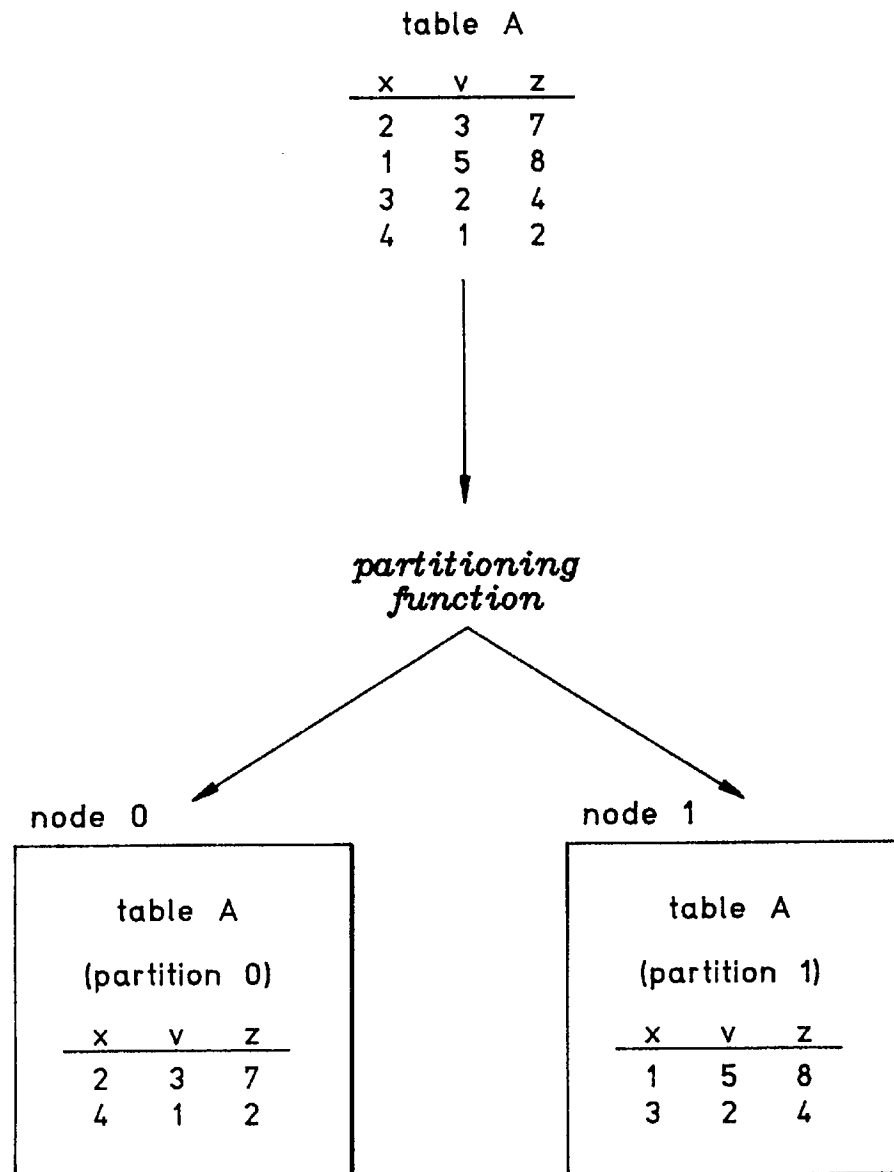 table A
x v z
2 3 7
1 5 8
3 2 4
4 1 2
partitioning
function
node 0
table A
(partition 0)
x v z
2 3 7
4 1 2
node 1
table A
(partition 1)
x v z
1 5 8
3 2 4